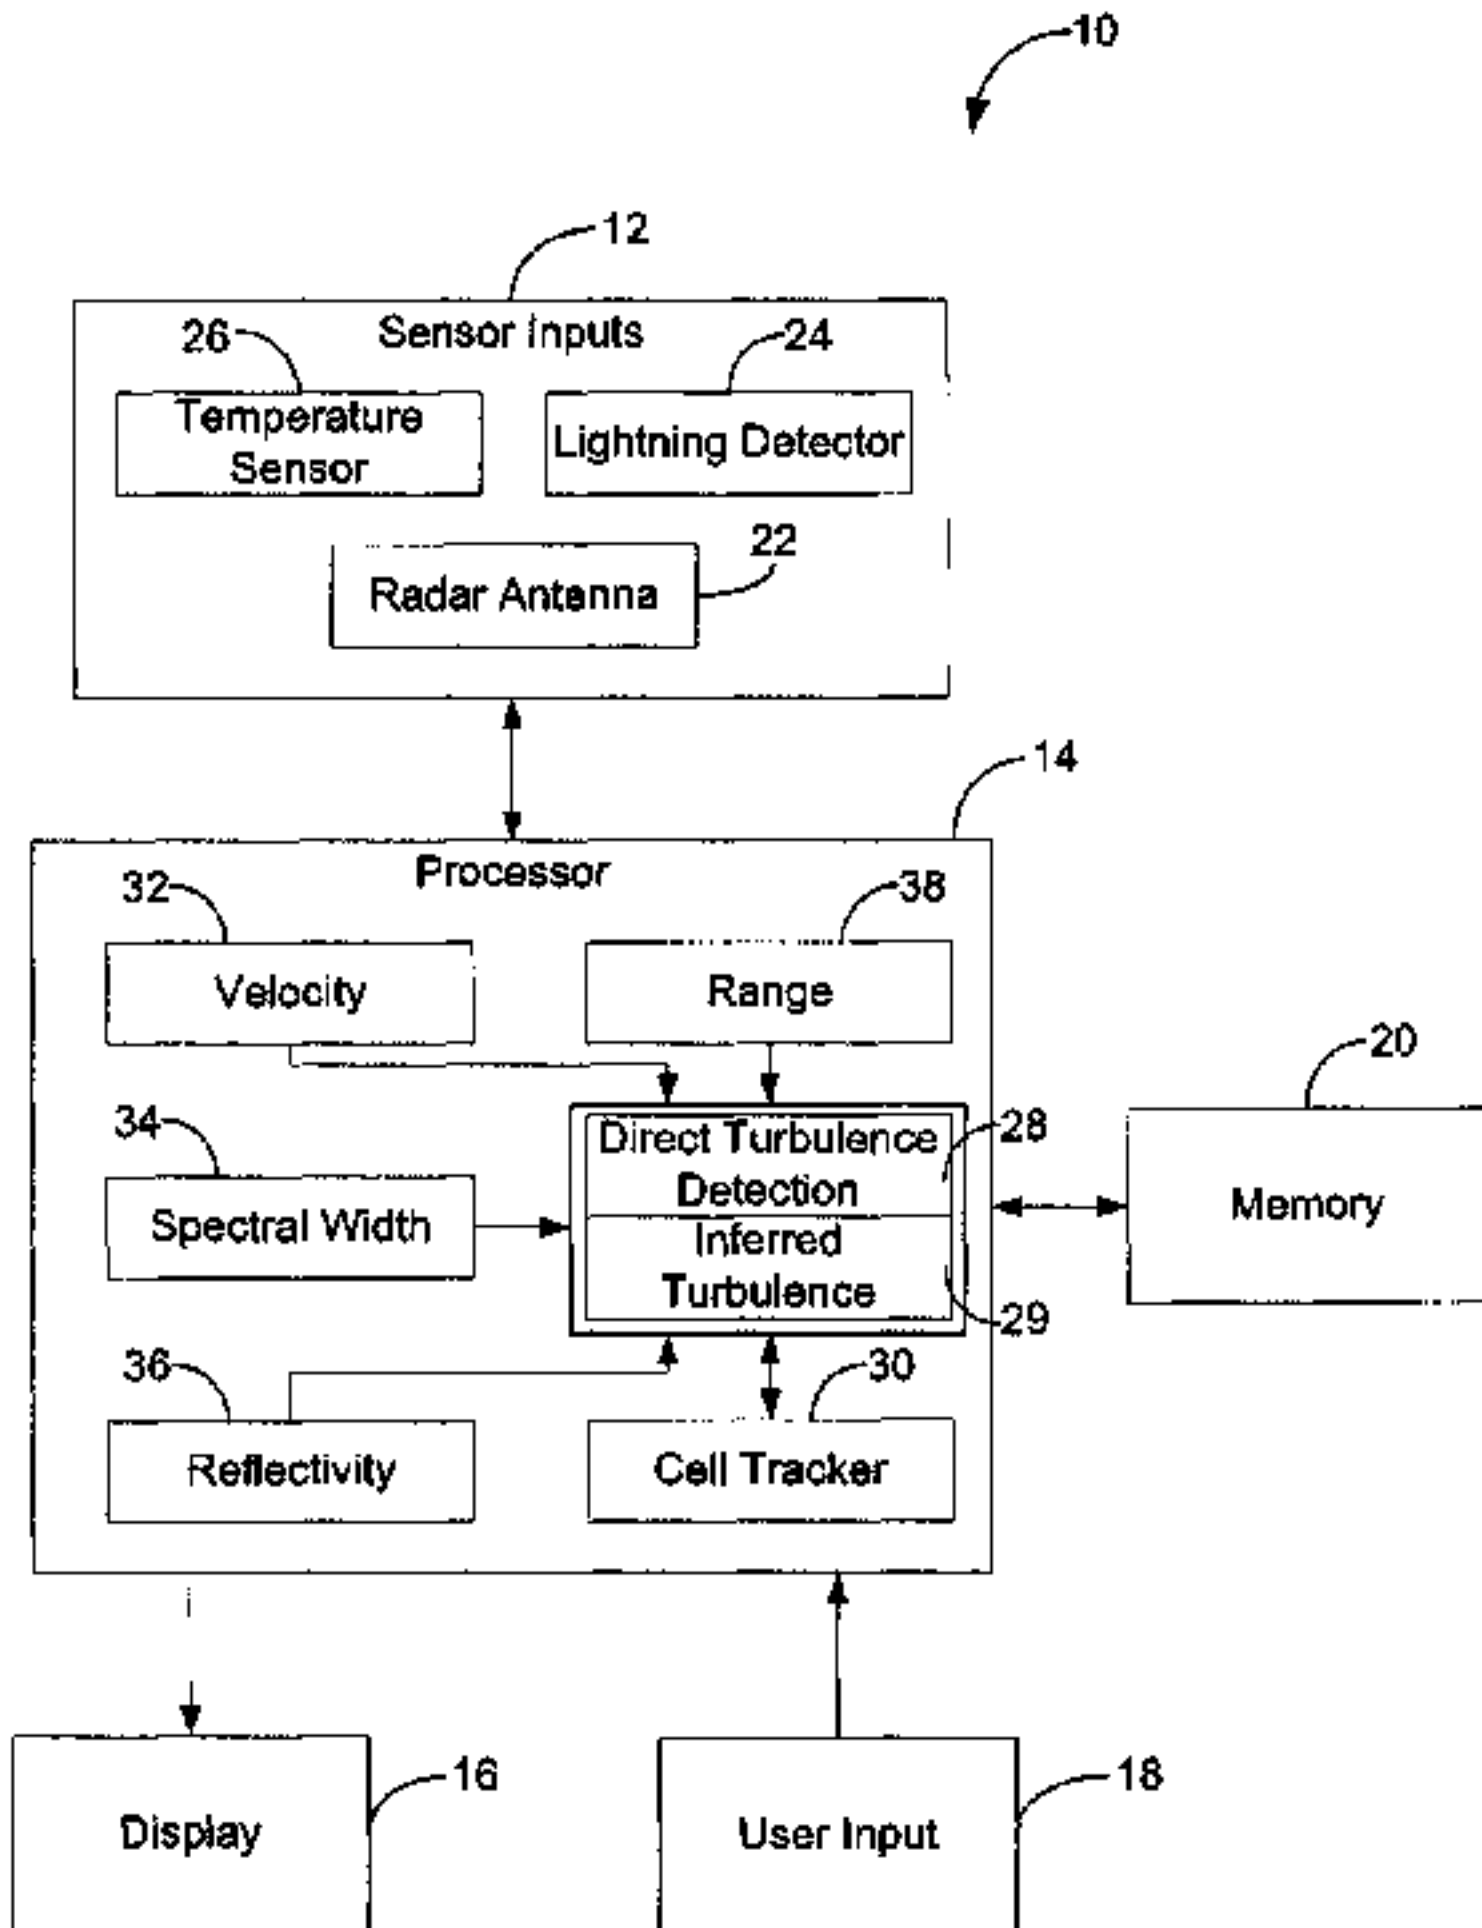 10
12
Sensor Inputs
26
24
Temperature
Sensor
Lightning Detector
22
Radar Antenna
14
Processor
32
38
Velocity
Range
20
34
Direct Turbulence
Detection
28
Spectral Width
Memory
Inferred
Turbulence
29
36
30
Reflectivity
Cell Tracker
16
18
Display
User Input